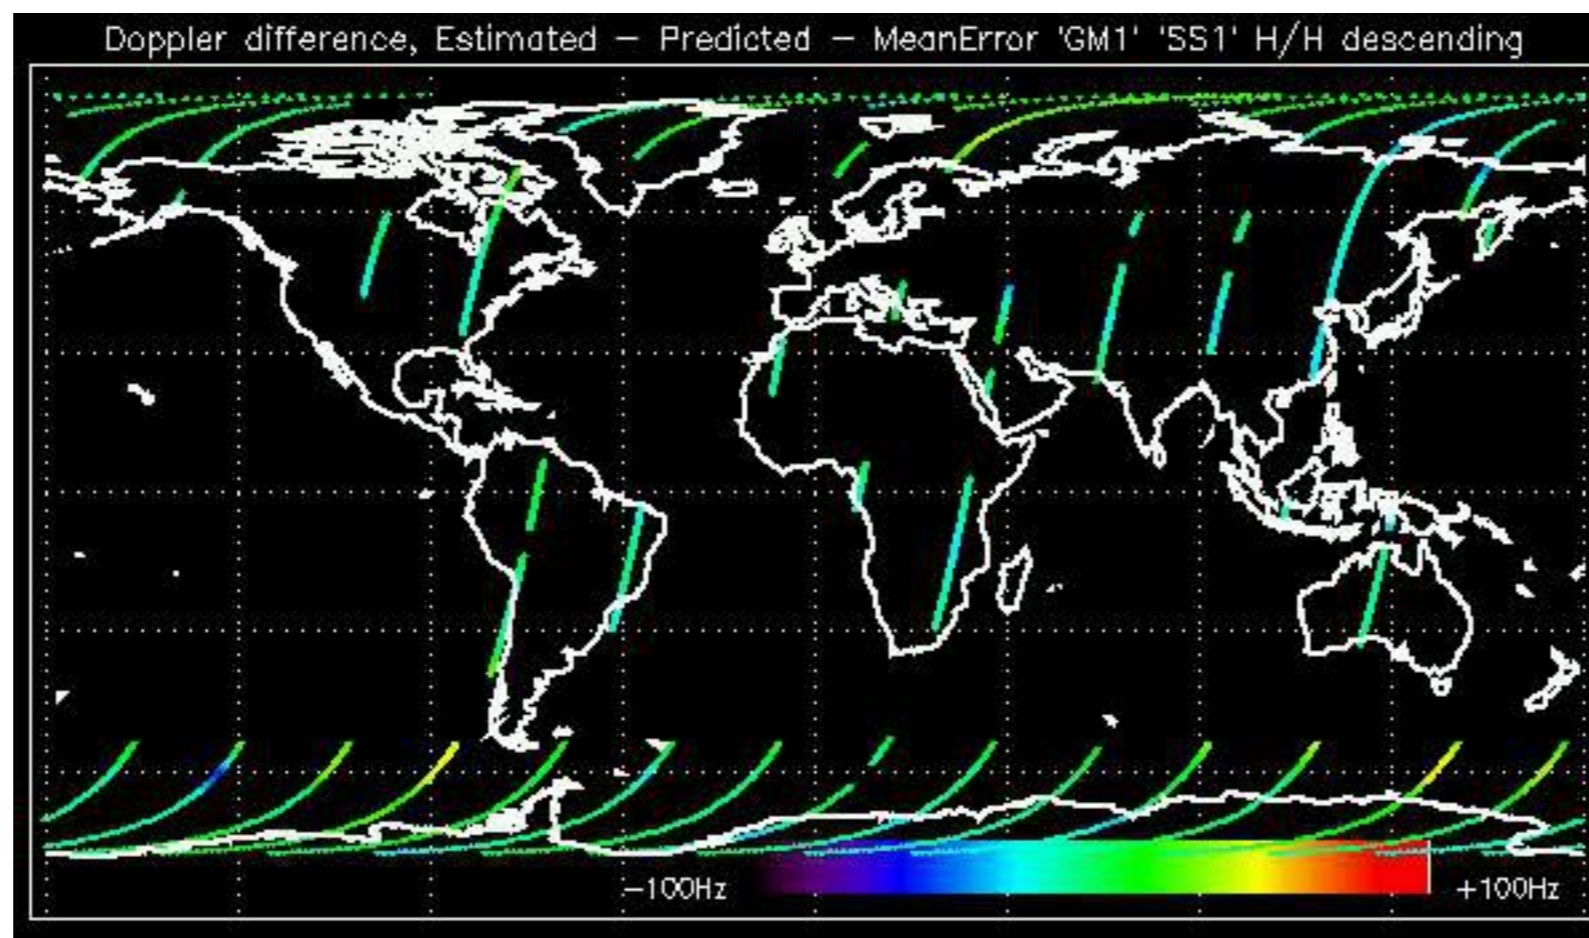 Doppler difference, Estimated – Predicted – MeanError 'GM1' 'SS1' H/H descending
–100Hz
+100Hz